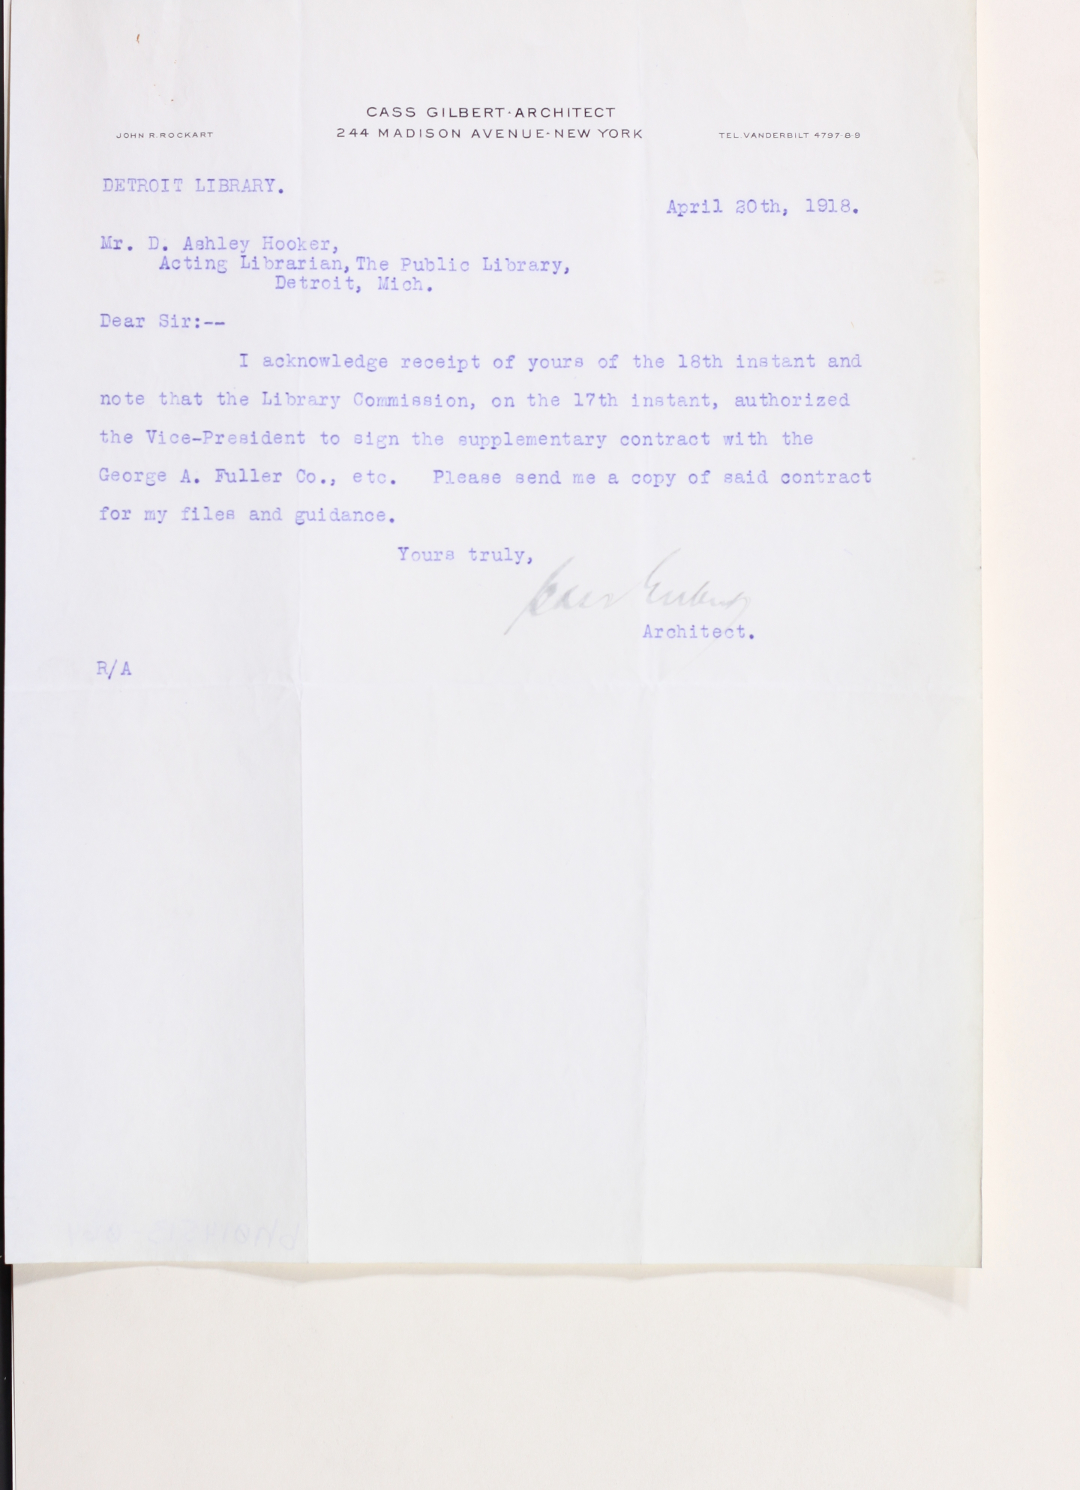 CASS GILBERT·ARCHITECT
JOHN R. ROCKART 244 MADISON AVENUE-NEW YORK TEL. VANDERBILT 4797-8-9
DETROIT LIBRARY.
April 20th, 1918.
Mr. D. Ashley Hooker,
Acting Librarian, The Public Library,
Detroit, Mich.
Dear Sir:--
I acknowledge receipt of yours of the 18th instant and
note that the Library Commission, on the 17th instant, authorized
the Vice-President to sign the supplementary contract with the
George A. Fuller Co., etc. Please send me a copy of said contract
for my files and guidance.
Yours truly,
Cass Gilbert
Architect.
R/A